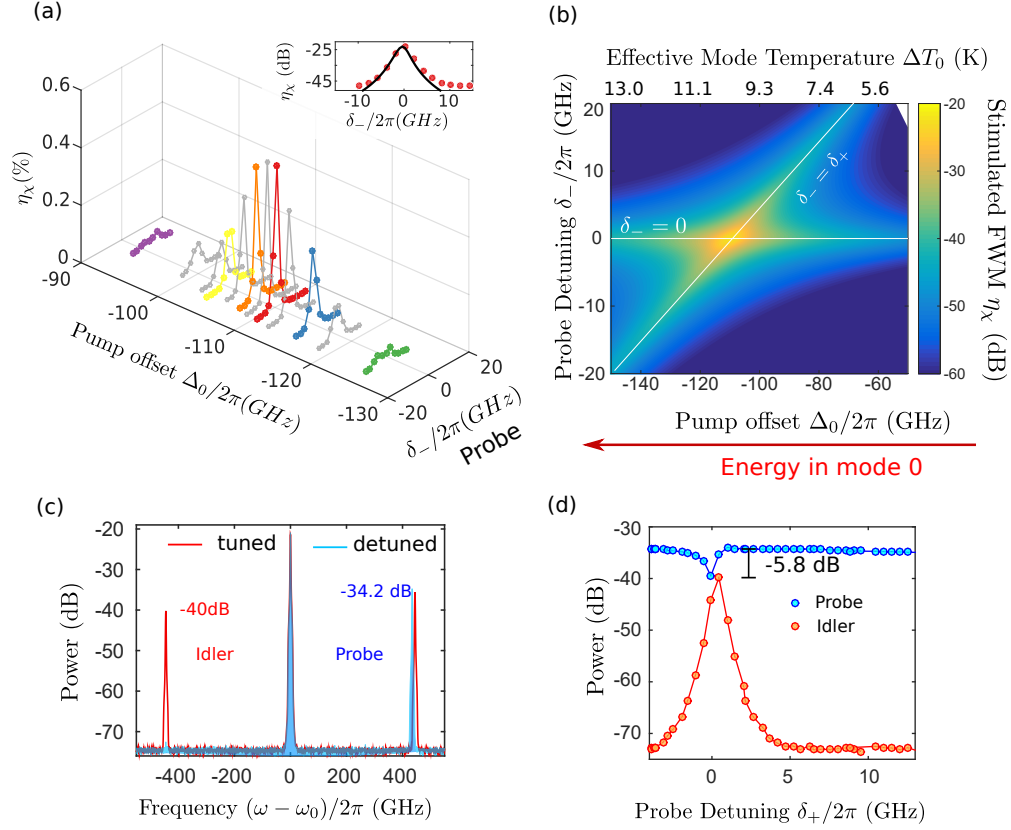 (a)
0.6
0.4
0.2
0
ηχ(%)
-90
-100
-110
-120
-130
Pump offset Δ₀/2π(GHz)
-20
0
20
δ₋/2π(GHz)
Probe
-25
-45
ηχ (dB)
-10
0
10
δ₋/2π(GHz)
(b)
Effective Mode Temperature ΔT₀ (K)
13.0 11.1 9.3 7.4 5.6
20
10
0
-10
-20
Probe Detuning δ₋/2π (GHz)
δ₋ = 0
δ₋ = δ₊
-140 -120 -100 -80 -60
Pump offset Δ₀/2π (GHz)
Energy in mode 0
-20
-30
-40
-50
-60
Stimulated FWM ηχ (dB)
(c)
-20
-30
-40
-50
-60
-70
Power (dB)
tuned
detuned
-40dB
-34.2 dB
Idler
Probe
-400 -200 0 200 400
Frequency (ω − ω₀)/2π (GHz)
(d)
-30
-40
-50
-60
-70
Power (dB)
-5.8 dB
Probe
Idler
0 5 10
Probe Detuning δ₊/2π (GHz)